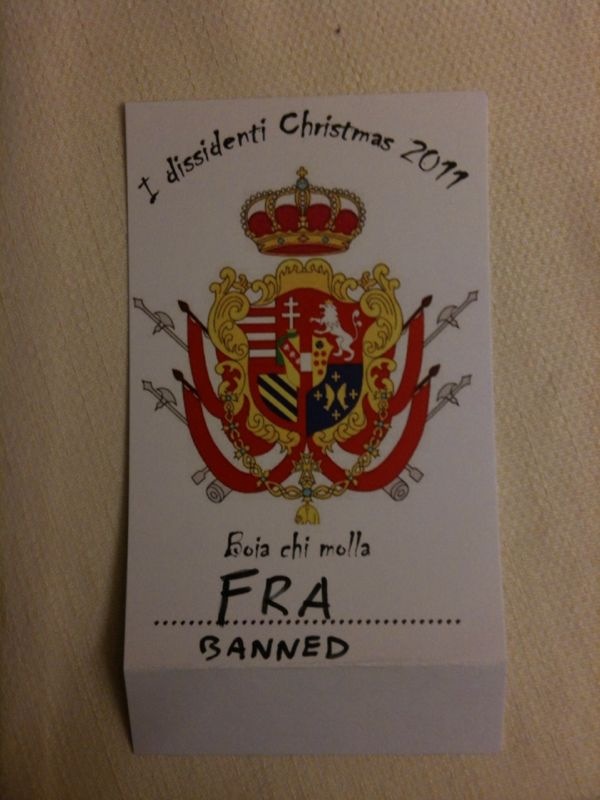 I dissidenti Christmas 2011
Boia chi molla
FRA
BANNED